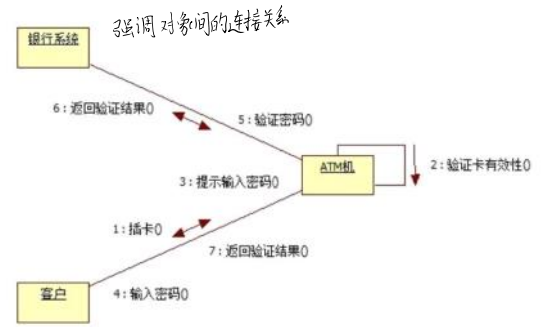 强调对象间的连接关系
银行系统
6：返回验证结果()
5：验证密码()
ATM机
2：验证卡有效性()
3：提示输入密码()
1：插卡()
7：返回验证结果()
客户
4：输入密码()